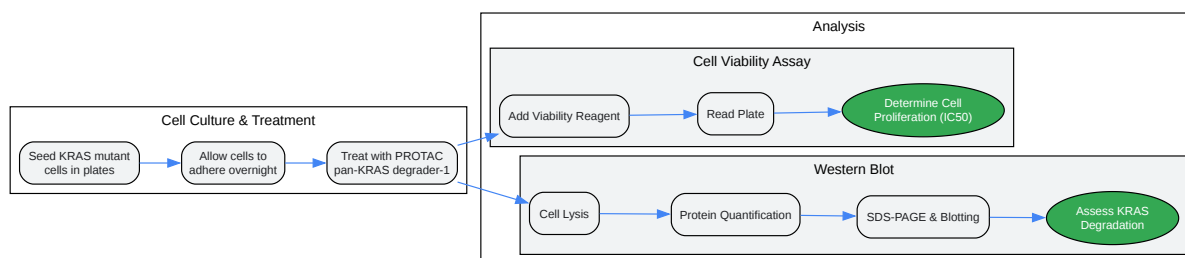 Analysis
Cell Viability Assay
Add Viability Reagent
Read Plate
Determine Cell
Proliferation (IC50)
Cell Culture & Treatment
Seed KRAS mutant
cells in plates
Allow cells to
adhere overnight
Treat with PROTAC
pan-KRAS degrader-1
Western Blot
Cell Lysis
Protein Quantification
SDS-PAGE & Blotting
Assess KRAS
Degradation